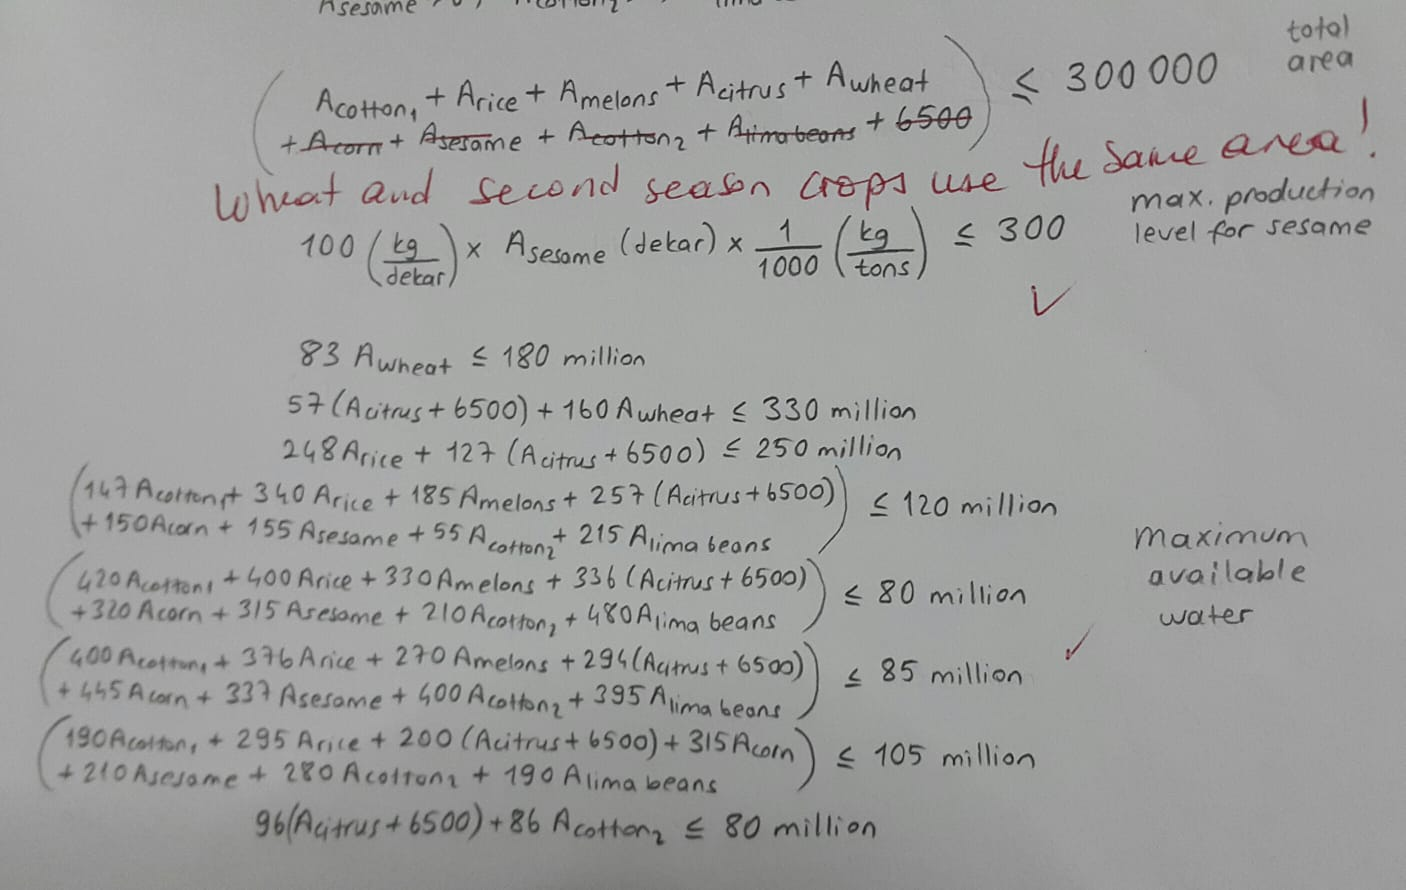 Asesame
total
area
( Acotton₁ + Arice + Amelons + Acitrus + Awheat
+ Acorn + Asesame + Acotton₂ + Alimabeans + 6500 ) ≤ 300 000
Wheat and second season crops use the same area!
max. production
level for sesame
100 (kg/dekar) × Asesame (dekar) × 1/1000 (kg/tons) ≤ 300
✓
83 Awheat ≤ 180 million
57 (Acitrus + 6500) + 160 Awheat ≤ 330 million
248 Arice + 127 (Acitrus + 6500) ≤ 250 million
( 147 Acotton₁ + 340 Arice + 185 Amelons + 257 (Acitrus + 6500)
+ 150 Acorn + 155 Asesame + 55 Acotton₂ + 215 Alima beans ) ≤ 120 million
maximum
available
water
✓
( 420 Acotton₁ + 400 Arice + 330 Amelons + 336 (Acitrus + 6500)
+ 320 Acorn + 315 Asesame + 210 Acotton₂ + 480 Alima beans ) ≤ 80 million
( 400 Acotton₁ + 376 Arice + 270 Amelons + 294 (Acitrus + 6500)
+ 445 Acorn + 337 Asesame + 400 Acotton₂ + 395 Alima beans ) ≤ 85 million
( 190 Acotton₁ + 295 Arice + 200 (Acitrus + 6500) + 315 Acorn
+ 210 Asesame + 280 Acotton₂ + 190 Alima beans ) ≤ 105 million
96(Acitrus + 6500) + 86 Acotton₂ ≤ 80 million